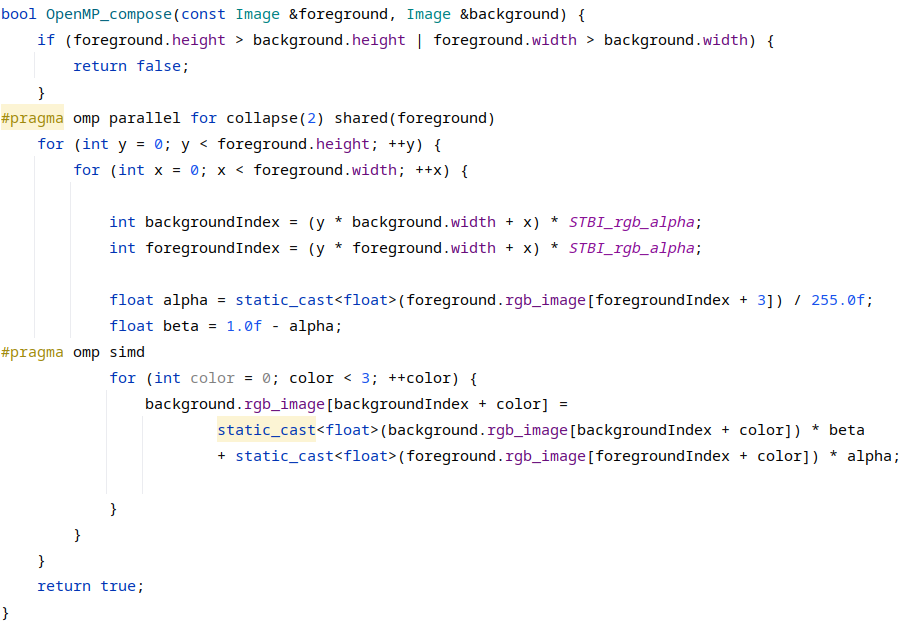 bool OpenMP_compose(const Image &foreground, Image &background) {
    if (foreground.height > background.height | foreground.width > background.width) {
        return false;
    }
#pragma omp parallel for collapse(2) shared(foreground)
    for (int y = 0; y < foreground.height; ++y) {
        for (int x = 0; x < foreground.width; ++x) {

            int backgroundIndex = (y * background.width + x) * STBI_rgb_alpha;
            int foregroundIndex = (y * foreground.width + x) * STBI_rgb_alpha;

            float alpha = static_cast<float>(foreground.rgb_image[foregroundIndex + 3]) / 255.0f;
            float beta = 1.0f - alpha;
#pragma omp simd
            for (int color = 0; color < 3; ++color) {
                background.rgb_image[backgroundIndex + color] =
                        static_cast<float>(background.rgb_image[backgroundIndex + color]) * beta
                        + static_cast<float>(foreground.rgb_image[foregroundIndex + color]) * alpha;

            }
        }
    }
    return true;
}